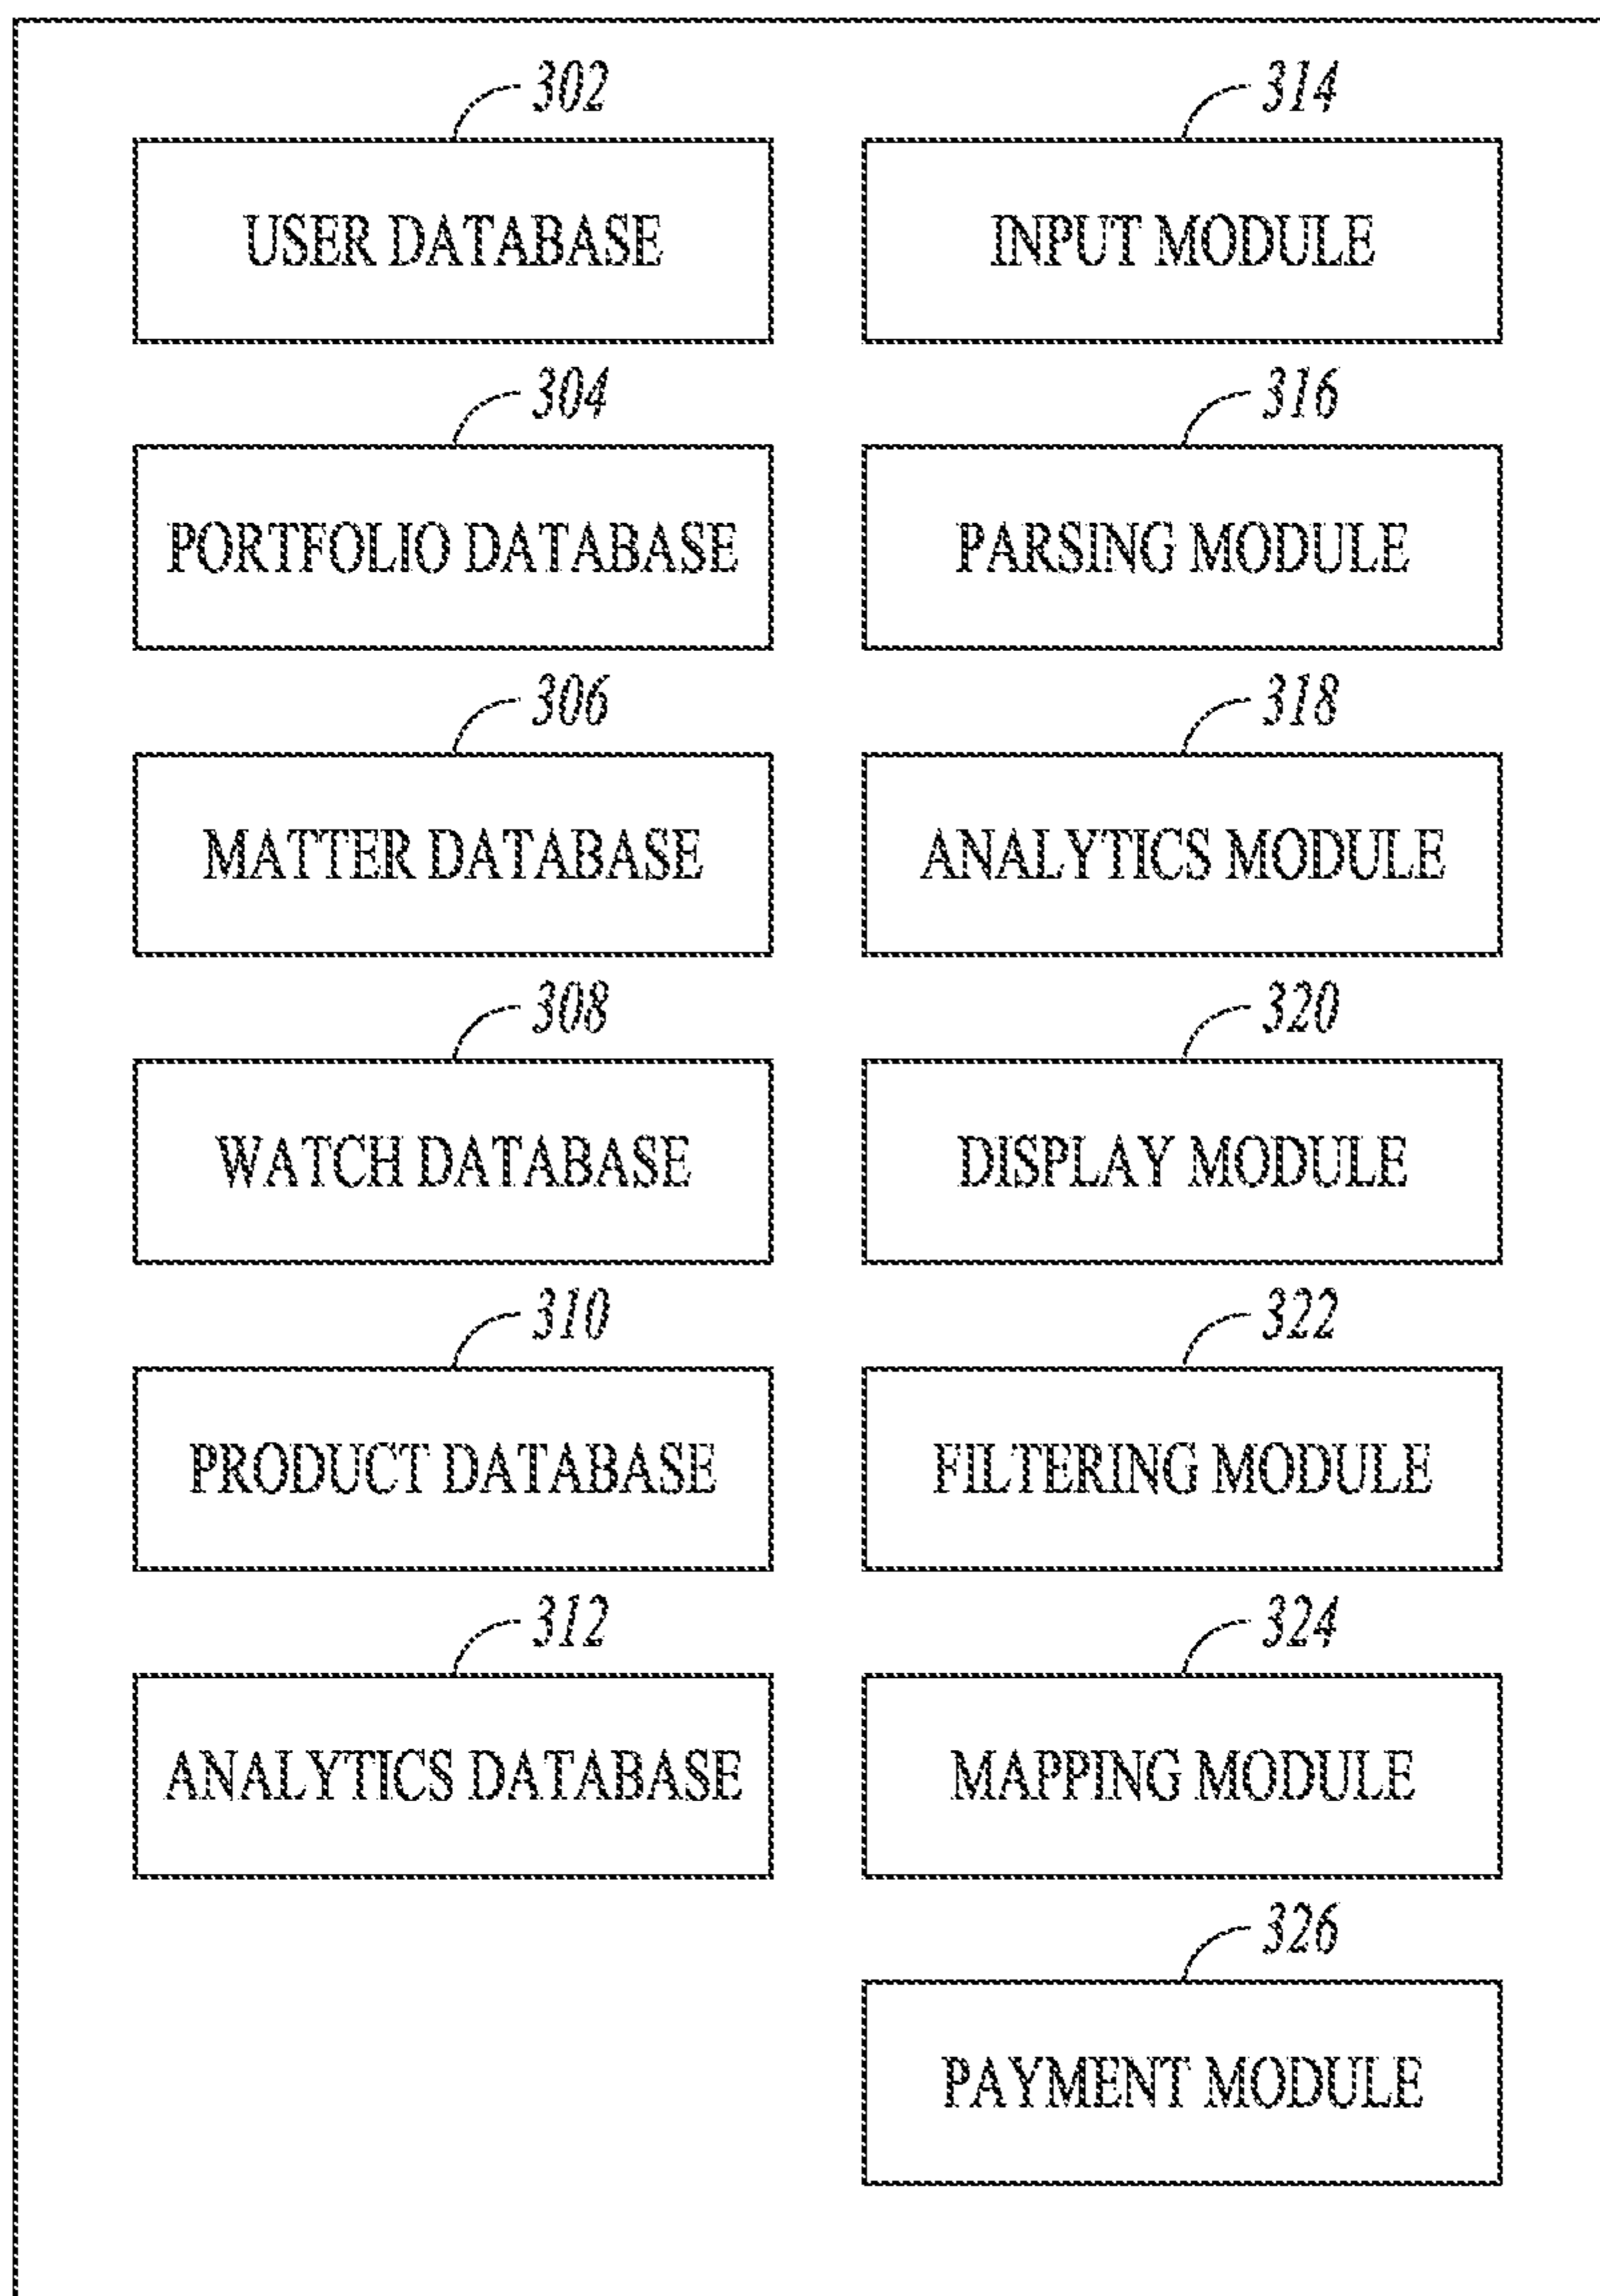 302
USER DATABASE
304
PORTFOLIO DATABASE
306
MATTER DATABASE
308
WATCH DATABASE
310
PRODUCT DATABASE
312
ANALYTICS DATABASE
314
INPUT MODULE
316
PARSING MODULE
318
ANALYTICS MODULE
320
DISPLAY MODULE
322
FILTERING MODULE
324
MAPPING MODULE
326
PAYMENT MODULE